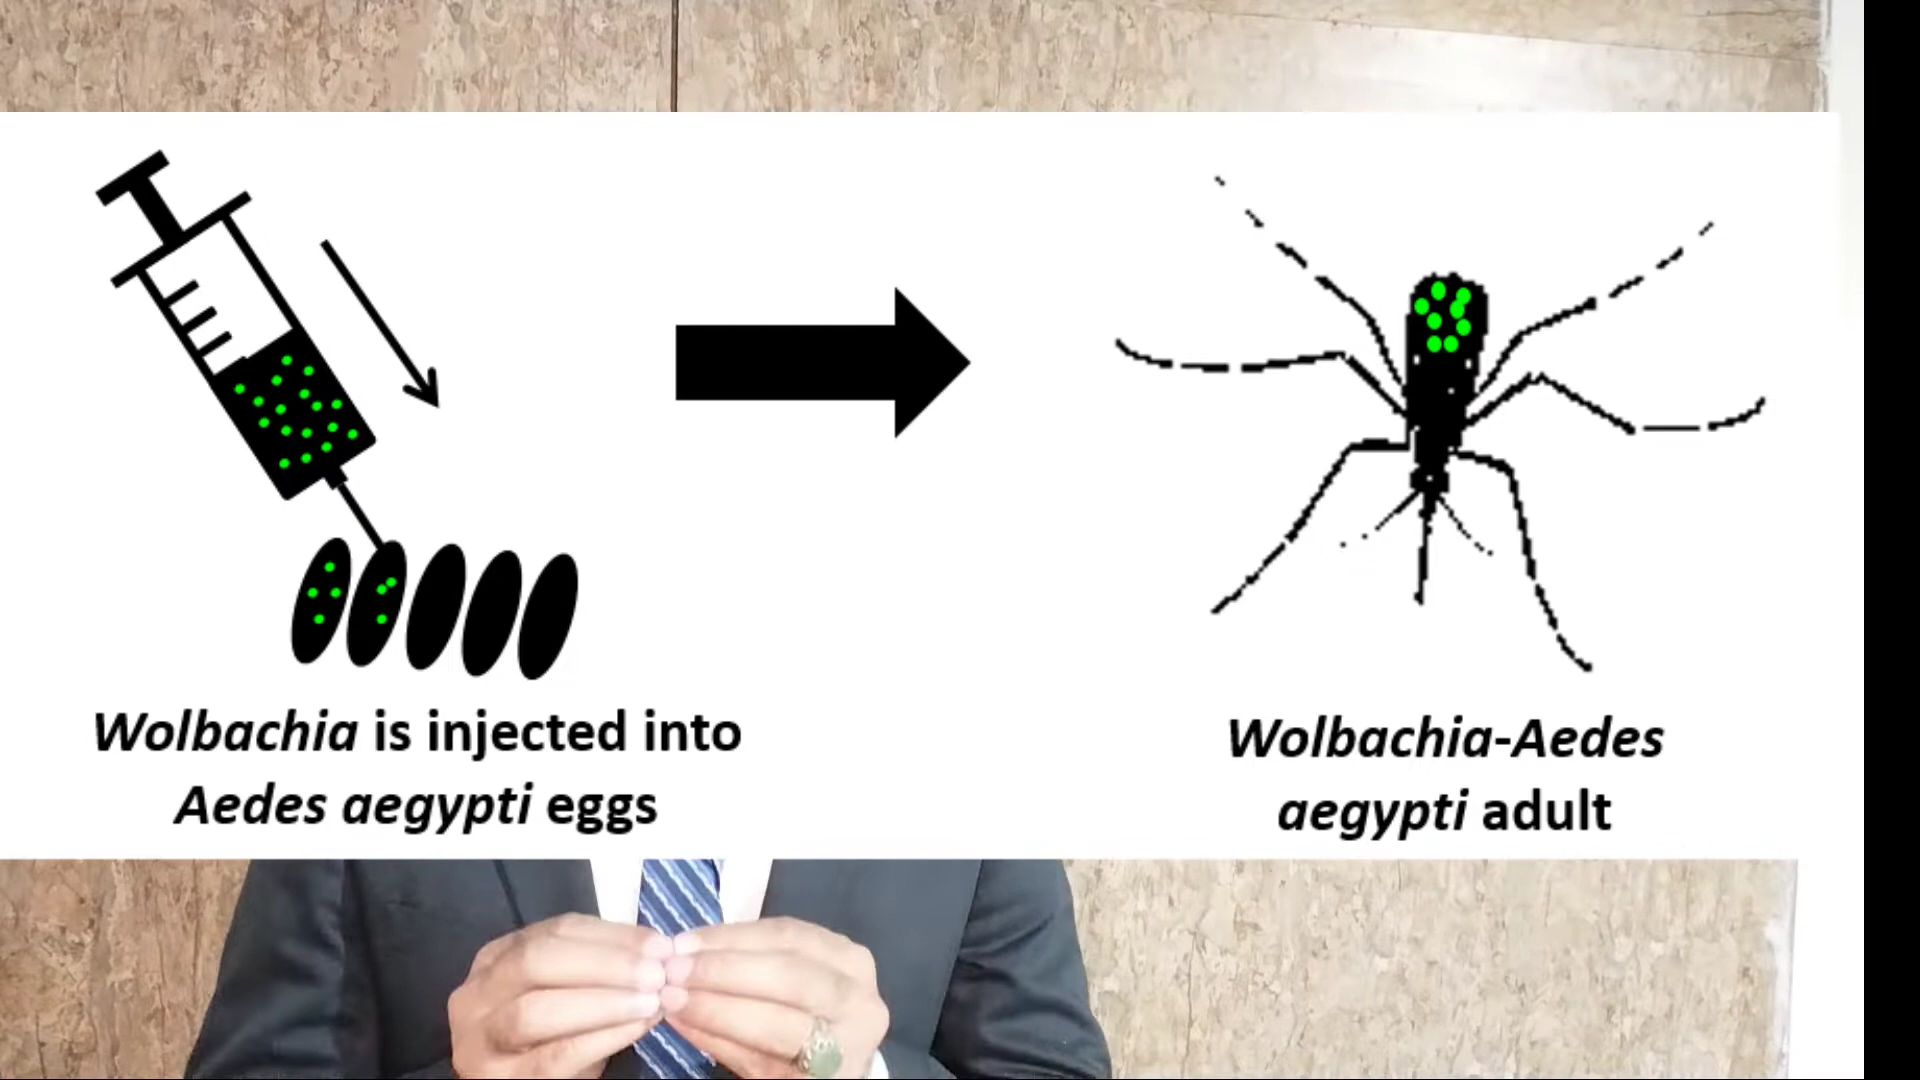 Wolbachia is injected into
Aedes aegypti eggs
Wolbachia-Aedes
aegypti adult